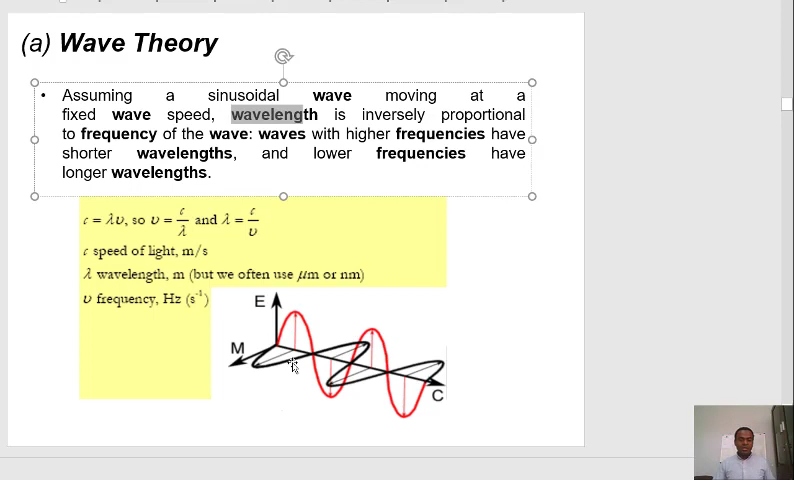 (a) Wave Theory
• Assuming a sinusoidal wave moving at a
fixed wave speed, wavelength is inversely proportional
to frequency of the wave: waves with higher frequencies have
shorter wavelengths, and lower frequencies have
longer wavelengths.
c = λυ, so υ = c/λ and λ = c/υ
c speed of light, m/s
λ wavelength, m (but we often use μm or nm)
υ frequency, Hz (s⁻¹)
E
M
C